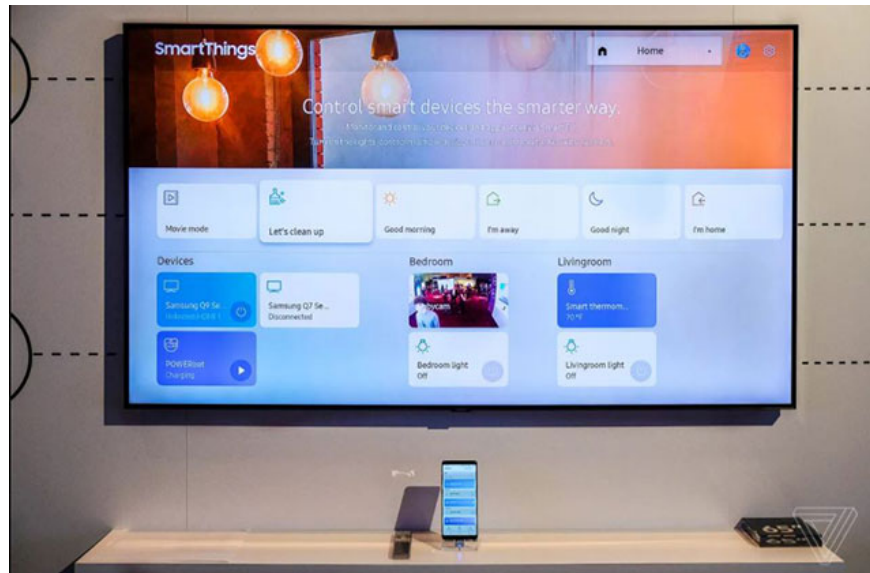 SmartThings
Home
Control smart devices the smarter way.
Movie mode
Let's clean up
Good morning
I'm away
Good night
I'm home
Devices
Bedroom
Livingroom
Samsung Q9 Se...
Samsung Q7 Se...
Disconnected
Smart thermom...
70 °F
POWERbot
Charging
Bedroom light
Off
Livingroom light
Off
65